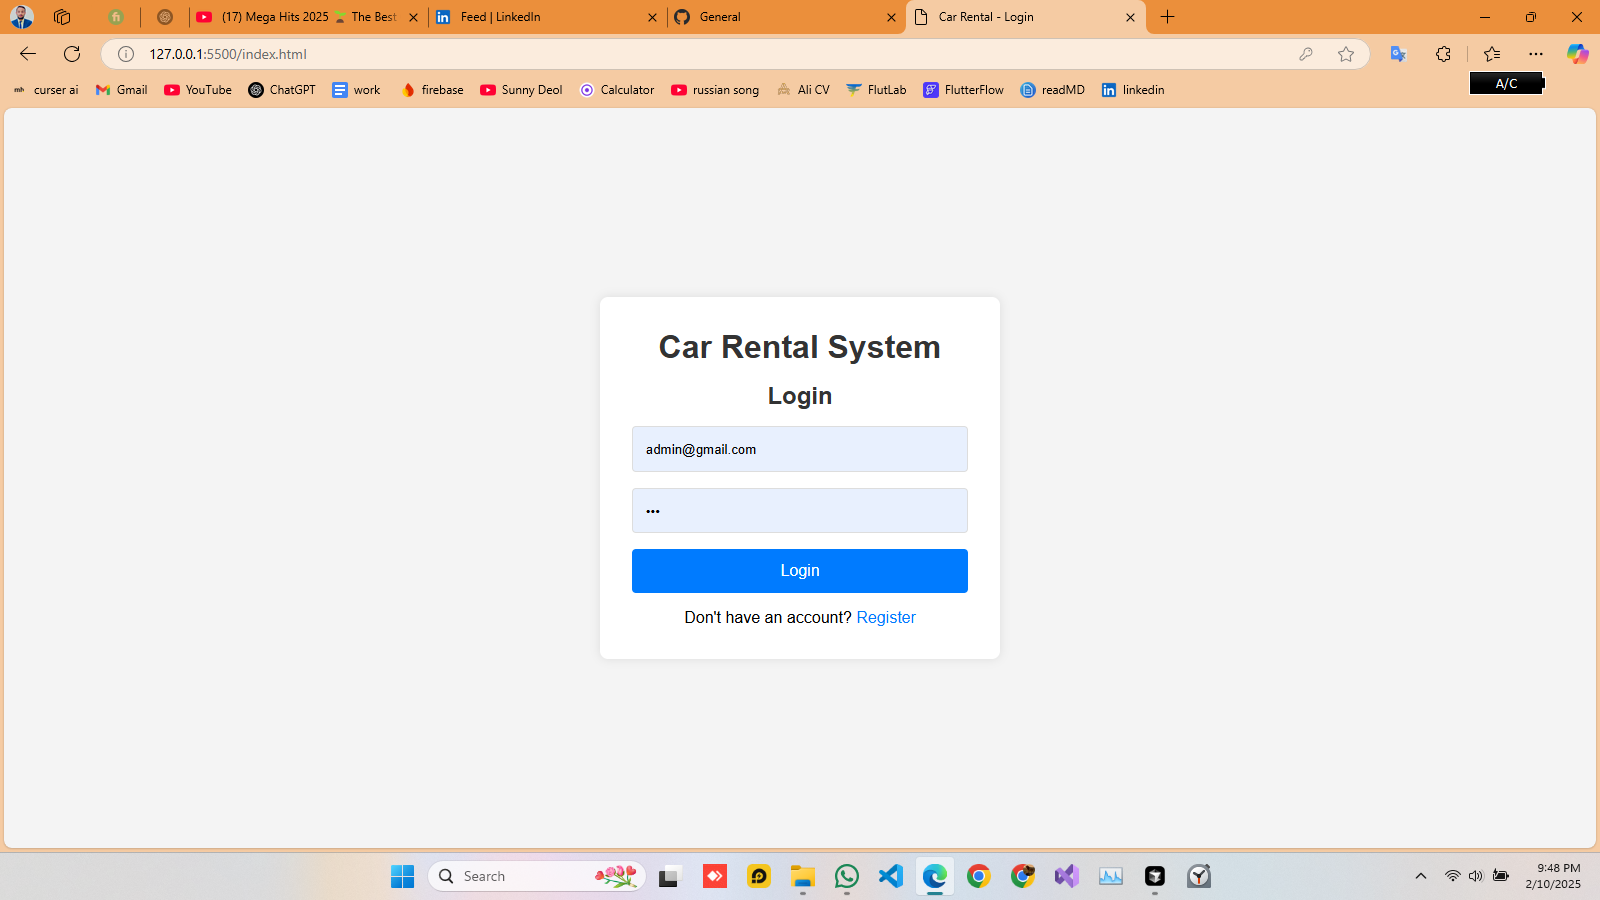 (17) Mega Hits 2025 🌱 The Best
Feed | LinkedIn
General
Car Rental - Login
127.0.0.1:5500/index.html
curser ai
Gmail
YouTube
ChatGPT
work
firebase
Sunny Deol
Calculator
russian song
Ali CV
FlutLab
FlutterFlow
readMD
linkedin
A/C
Car Rental System
Login
admin@gmail.com
•••
Login
Don't have an account? Register
Search
9:48 PM
2/10/2025